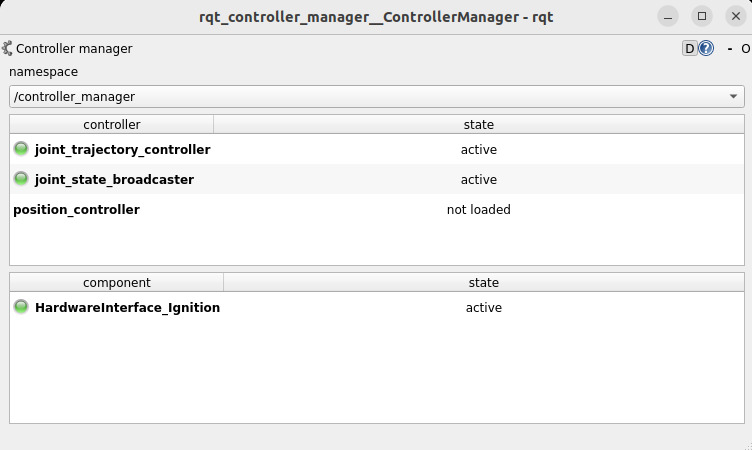 rqt_controller_manager__ControllerManager - rqt
Controller manager D ? - O
namespace
/controller_manager
controller state
joint_trajectory_controller active
joint_state_broadcaster active
position_controller not loaded
component state
HardwareInterface_Ignition active